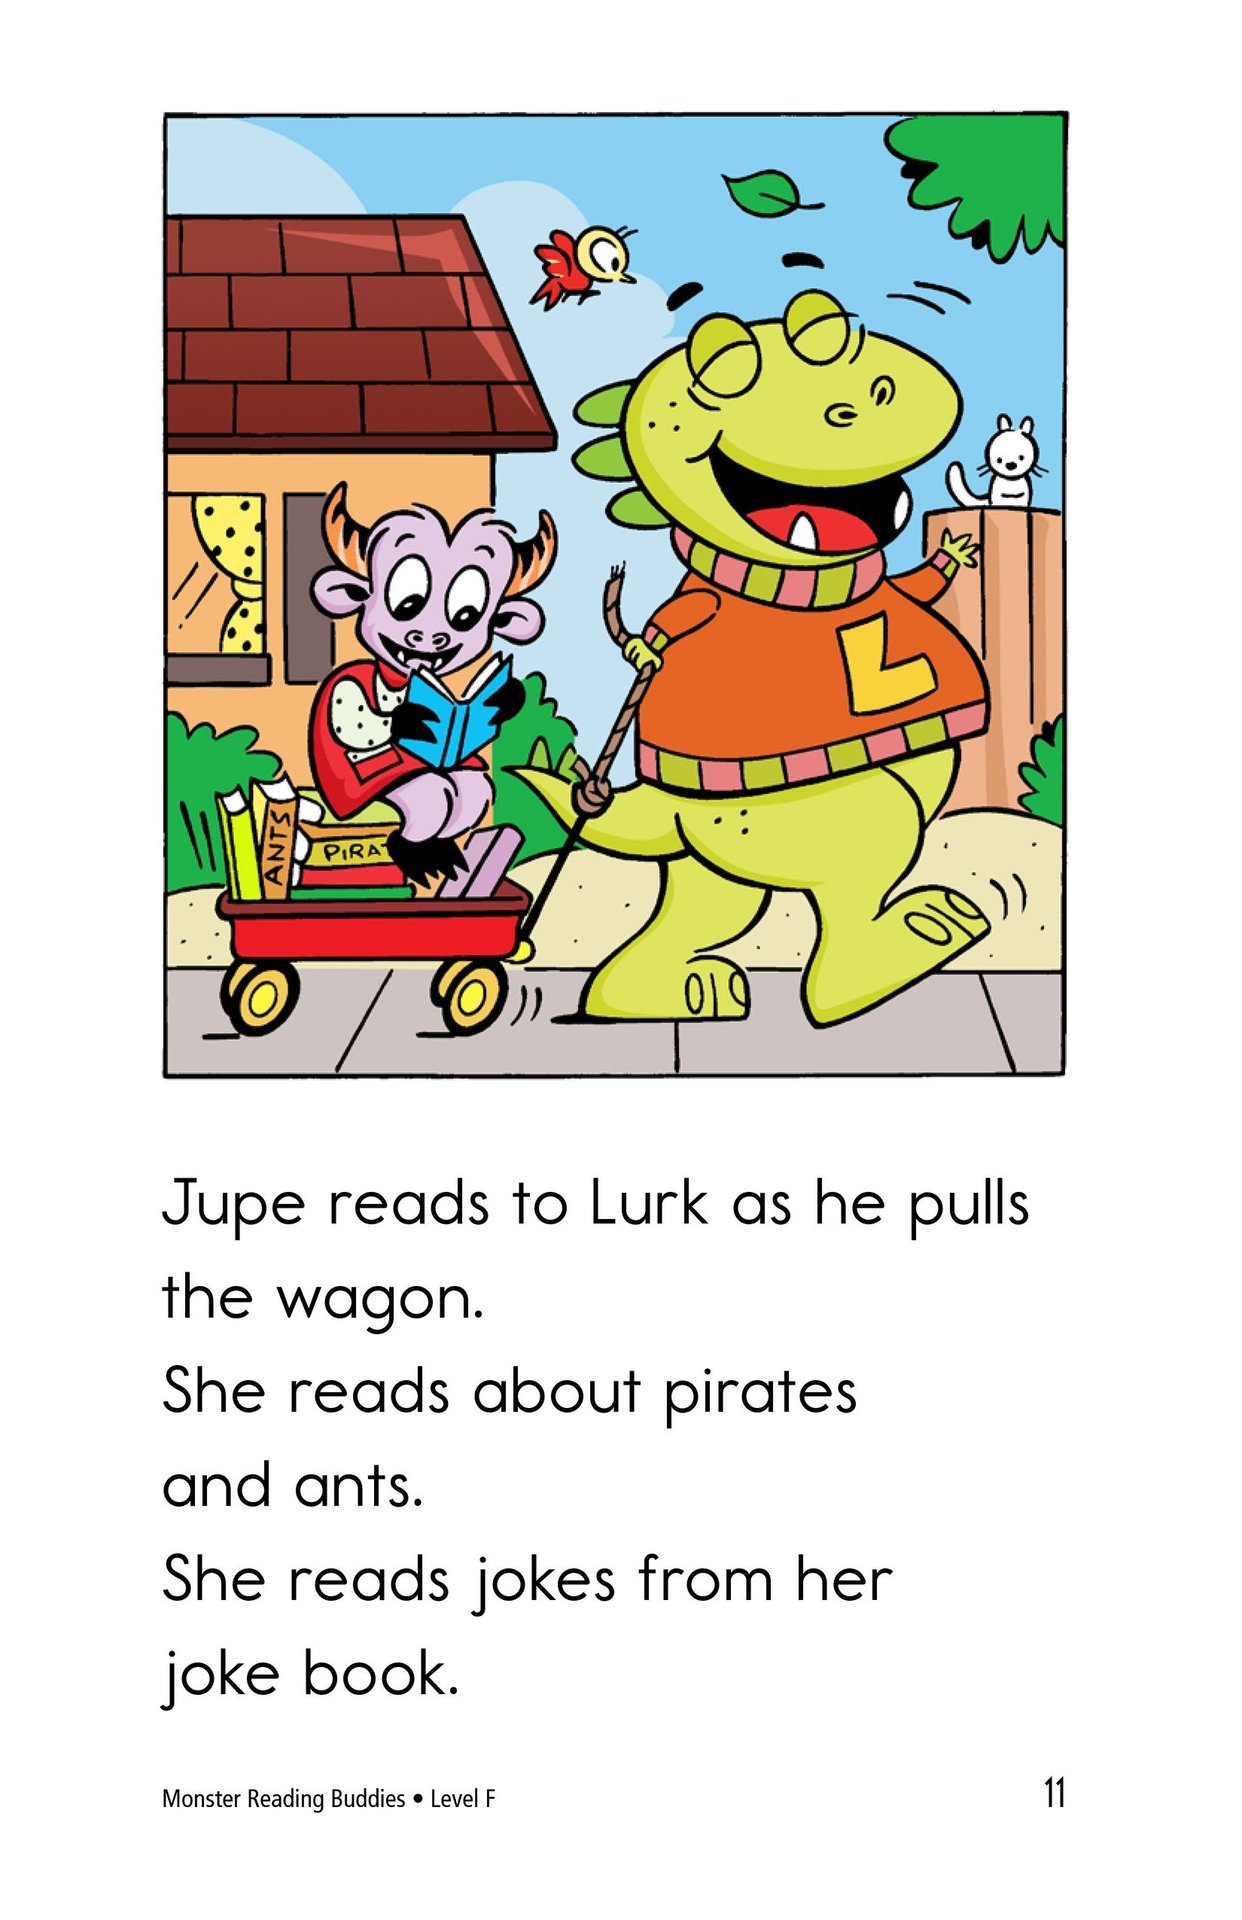 L
ANTS
PIRAT
Jupe reads to Lurk as he pulls
the wagon.
She reads about pirates
and ants.
She reads jokes from her
joke book.
Monster Reading Buddies • Level F
11